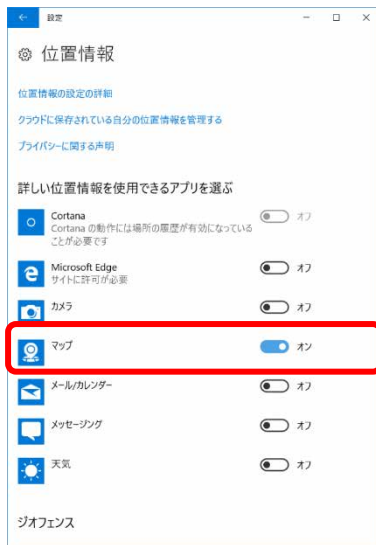 設定
位置情報
位置情報の設定の詳細
クラウドに保存されている自分の位置情報を管理する
プライバシーに関する声明
詳しい位置情報を使用できるアプリを選ぶ
Cortana
オフ
Cortana の動作には場所の履歴が有効になっている
ことが必要です
Microsoft Edge
オフ
サイトに許可が必要
カメラ
オフ
マップ
オン
メール/カレンダー
オフ
メッセージング
オフ
天気
オフ
ジオフェンス